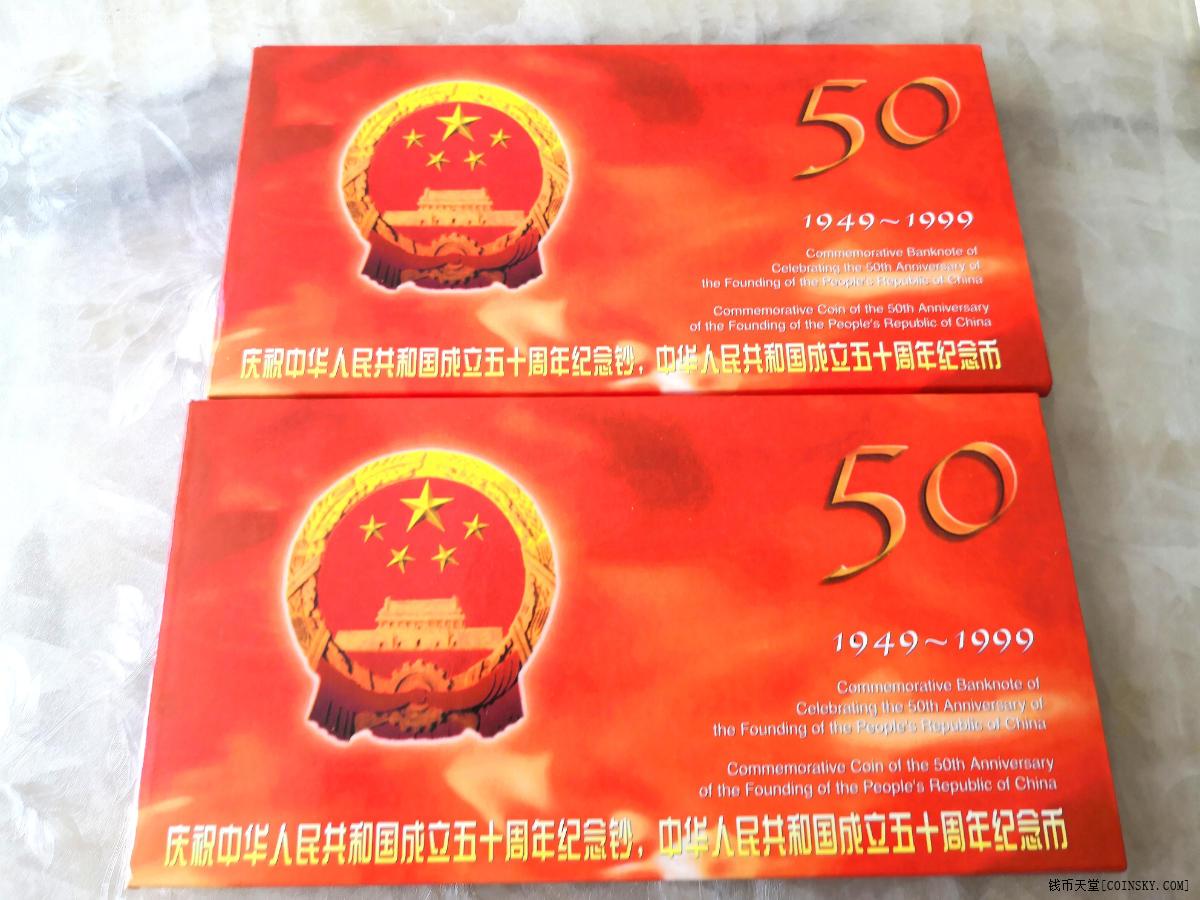 50
1949~1999
Commemorative Banknote of
Celebrating the 50th Anniversary of
the Founding of the People's Republic of China
Commemorative Coin of the 50th Anniversary
of the Founding of the People's Republic of China
庆祝中华人民共和国成立五十周年纪念钞，中华人民共和国成立五十周年纪念币
50
1949~1999
Commemorative Banknote of
Celebrating the 50th Anniversary of
the Founding of the People's Republic of China
Commemorative Coin of the 50th Anniversary
of the Founding of the People's Republic of China
庆祝中华人民共和国成立五十周年纪念钞，中华人民共和国成立五十周年纪念币
钱币天堂[COINSKY.COM]